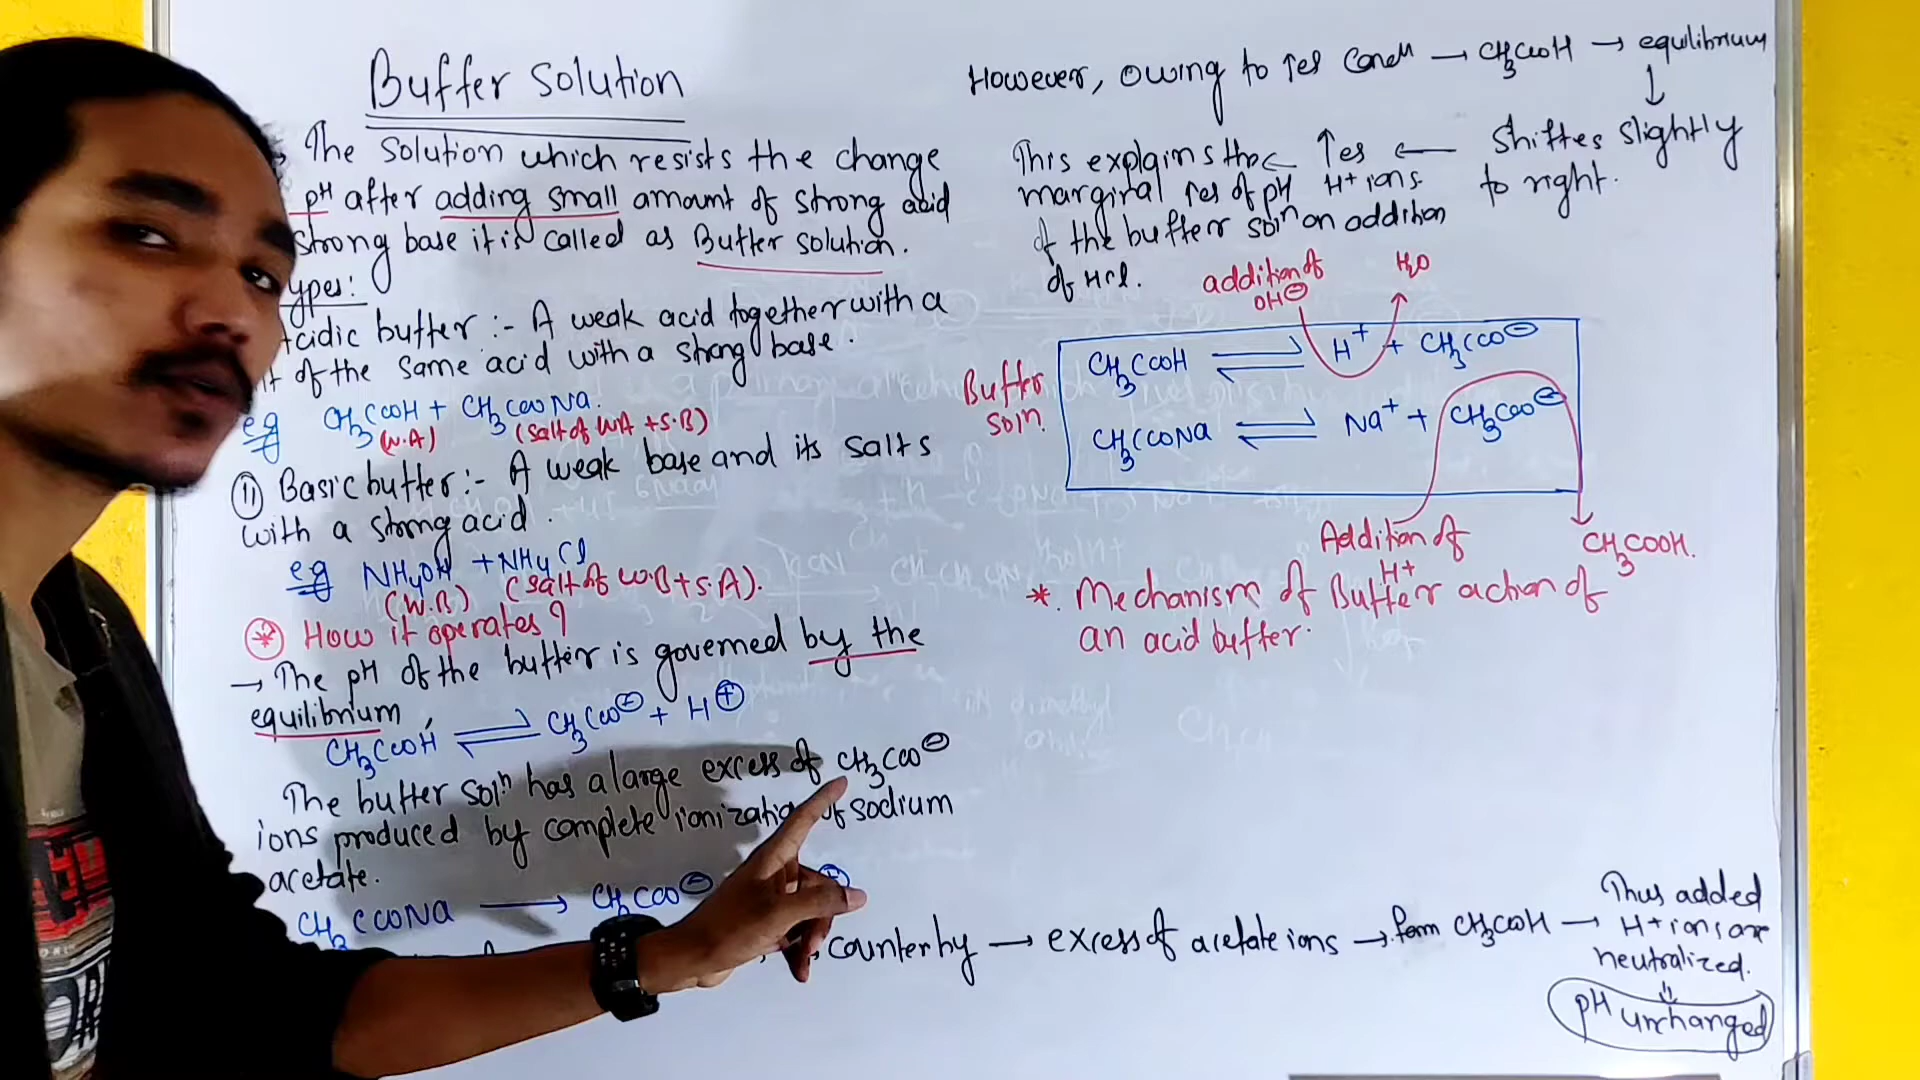 Buffer Solution
The solution which resists the change
pH after adding small amount of strong acid
strong base it is called as Buffer solution.
ypes:
cidic buffer :- A weak acid together with a
of the same acid with a strong base.
eg CH3COOH + CH3COONa.
(W.A) (salt of WA + S.B)
(11) Basic buffer :- A weak base and its salts
with a strong acid.
eg NH4OH + NH4Cl
(W.B) (salt of W.B + S.A).
* How it operates?
→ The pH of the buffer is governed by the
equilibrium,
CH3COOH ⇌ CH3COO⊖ + H⊕
The buffer solⁿ has a large excess of CH3COO⊖
ions produced by complete ionization of sodium
acetate.
CH3COONa → CH3COO⊖
counter by → excess of acetate ions → form CH3COOH → Thus added
H+ ions are
neutralized.
⇓
pH unchanged
However, owing to ↑es → CH3COOH → equilibrium
↓
shiftes slightly
to right.
← ↑es
H+ ions.
This explains the ←
marginal ↑es of pH
of the buffer solⁿ on addition
of HCl.
addition of
OH⊖
H2O
Buffer
soln.
CH3COOH ⇌ H+ + CH3COO⊖
CH3COONa ⇌ Na+ + CH3COO⊖
Addition of
H+
CH3COOH.
*. Mechanism of Buffer action of
an acid buffer.